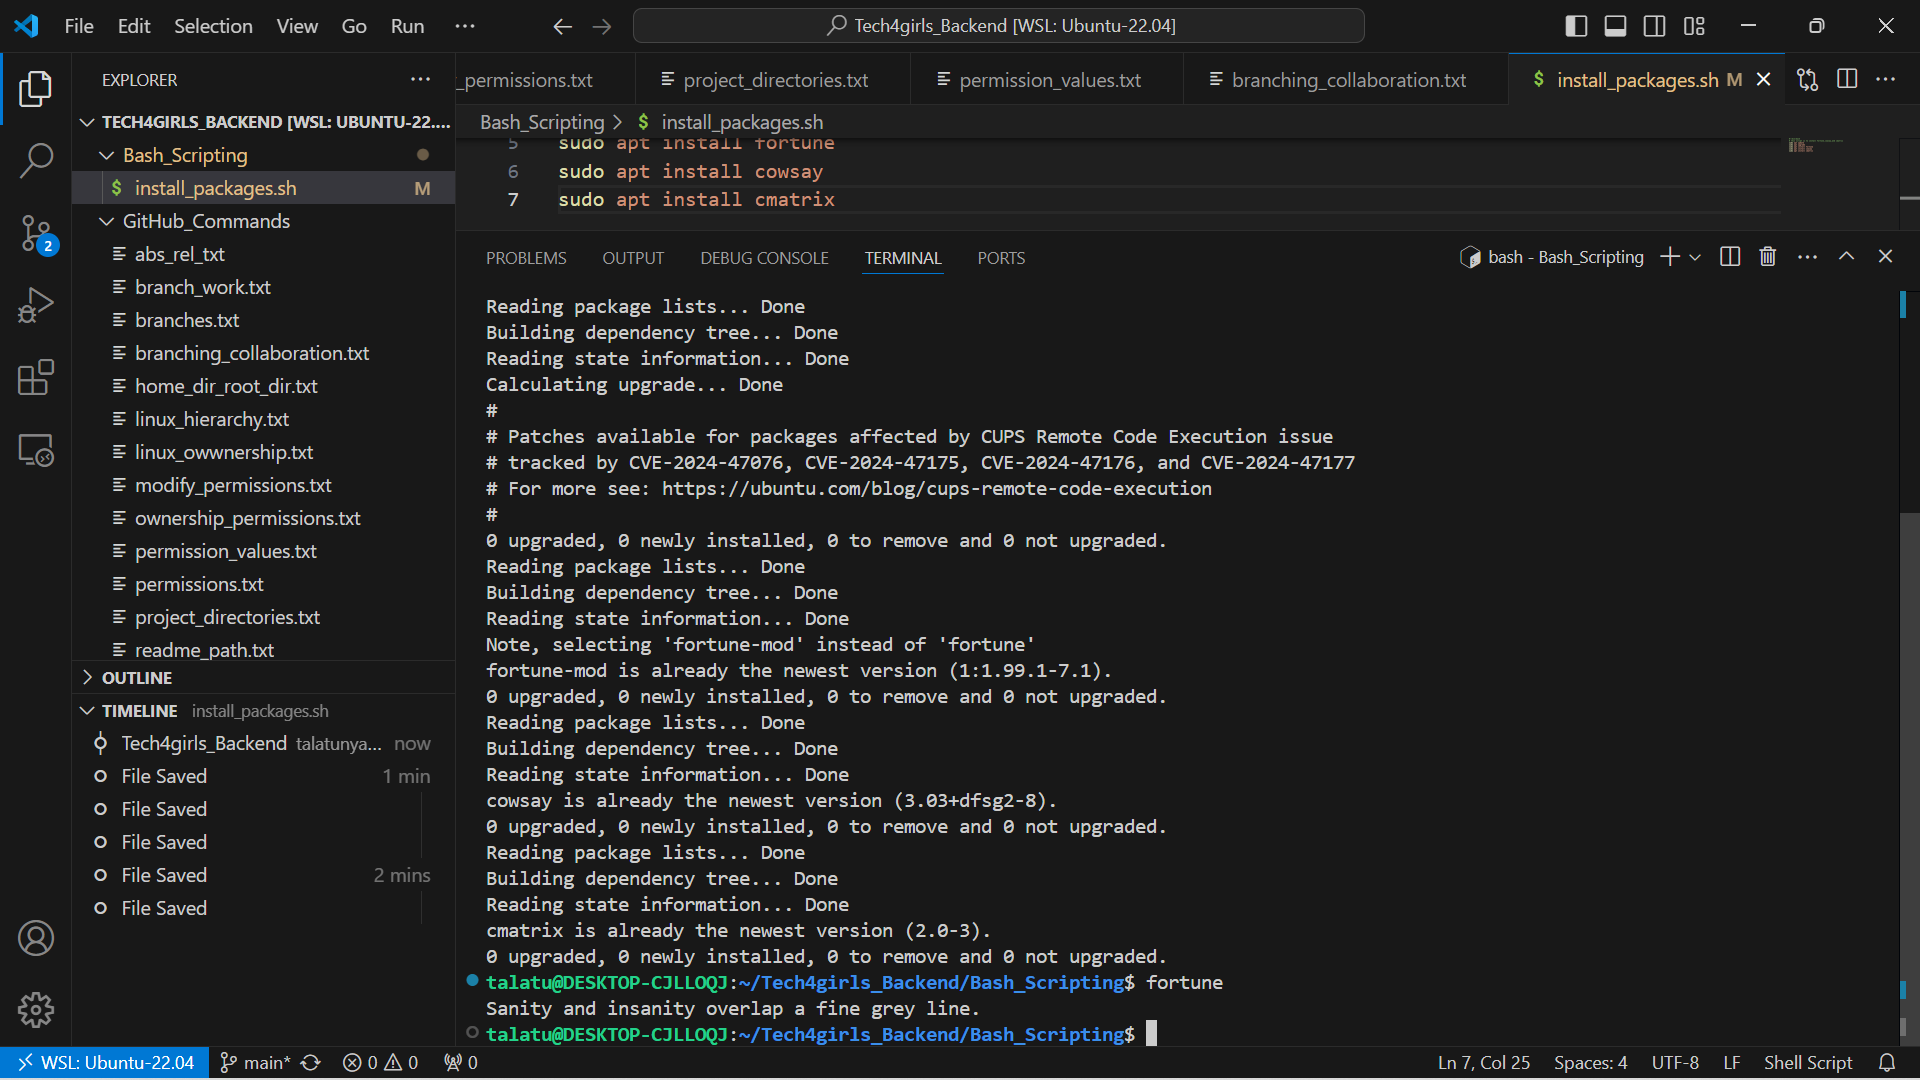 File Edit Selection View Go Run ···
Tech4girls_Backend [WSL: Ubuntu-22.04]
EXPLORER
_permissions.txt
project_directories.txt
permission_values.txt
branching_collaboration.txt
$ install_packages.sh M
TECH4GIRLS_BACKEND [WSL: UBUNTU-22....
Bash_Scripting
$ install_packages.sh M
GitHub_Commands
abs_rel_txt
branch_work.txt
branches.txt
branching_collaboration.txt
home_dir_root_dir.txt
linux_hierarchy.txt
linux_owwnership.txt
modify_permissions.txt
ownership_permissions.txt
permission_values.txt
permissions.txt
project_directories.txt
readme_path.txt
OUTLINE
TIMELINE install_packages.sh
Tech4girls_Backend talatunya... now
File Saved 1 min
File Saved
File Saved
File Saved 2 mins
File Saved
2
Bash_Scripting > $ install_packages.sh
5 sudo apt install fortune
6 sudo apt install cowsay
7 sudo apt install cmatrix
PROBLEMS OUTPUT DEBUG CONSOLE TERMINAL PORTS
bash - Bash_Scripting
Reading package lists... Done
Building dependency tree... Done
Reading state information... Done
Calculating upgrade... Done
#
# Patches available for packages affected by CUPS Remote Code Execution issue
# tracked by CVE-2024-47076, CVE-2024-47175, CVE-2024-47176, and CVE-2024-47177
# For more see: https://ubuntu.com/blog/cups-remote-code-execution
#
0 upgraded, 0 newly installed, 0 to remove and 0 not upgraded.
Reading package lists... Done
Building dependency tree... Done
Reading state information... Done
Note, selecting 'fortune-mod' instead of 'fortune'
fortune-mod is already the newest version (1:1.99.1-7.1).
0 upgraded, 0 newly installed, 0 to remove and 0 not upgraded.
Reading package lists... Done
Building dependency tree... Done
Reading state information... Done
cowsay is already the newest version (3.03+dfsg2-8).
0 upgraded, 0 newly installed, 0 to remove and 0 not upgraded.
Reading package lists... Done
Building dependency tree... Done
Reading state information... Done
cmatrix is already the newest version (2.0-3).
0 upgraded, 0 newly installed, 0 to remove and 0 not upgraded.
talatu@DESKTOP-CJLLOQJ:~/Tech4girls_Backend/Bash_Scripting$ fortune
Sanity and insanity overlap a fine grey line.
talatu@DESKTOP-CJLLOQJ:~/Tech4girls_Backend/Bash_Scripting$
WSL: Ubuntu-22.04 main* 0 0 0
Ln 7, Col 25 Spaces: 4 UTF-8 LF Shell Script